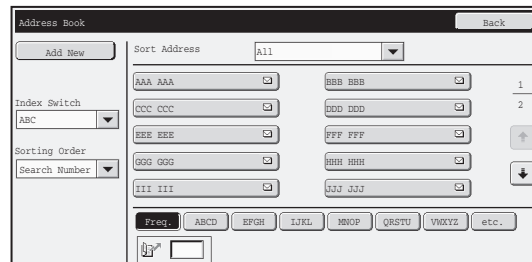 Address Book
Back
Add New
Sort Address
All
AAA AAA
BBB BBB
1
2
Index Switch
ABC
CCC CCC
DDD DDD
EEE EEE
FFF FFF
Sorting Order
Search Number
GGG GGG
HHH HHH
III III
JJJ JJJ
Freq.
ABCD
EFGH
IJKL
MNOP
QRSTU
VWXYZ
etc.